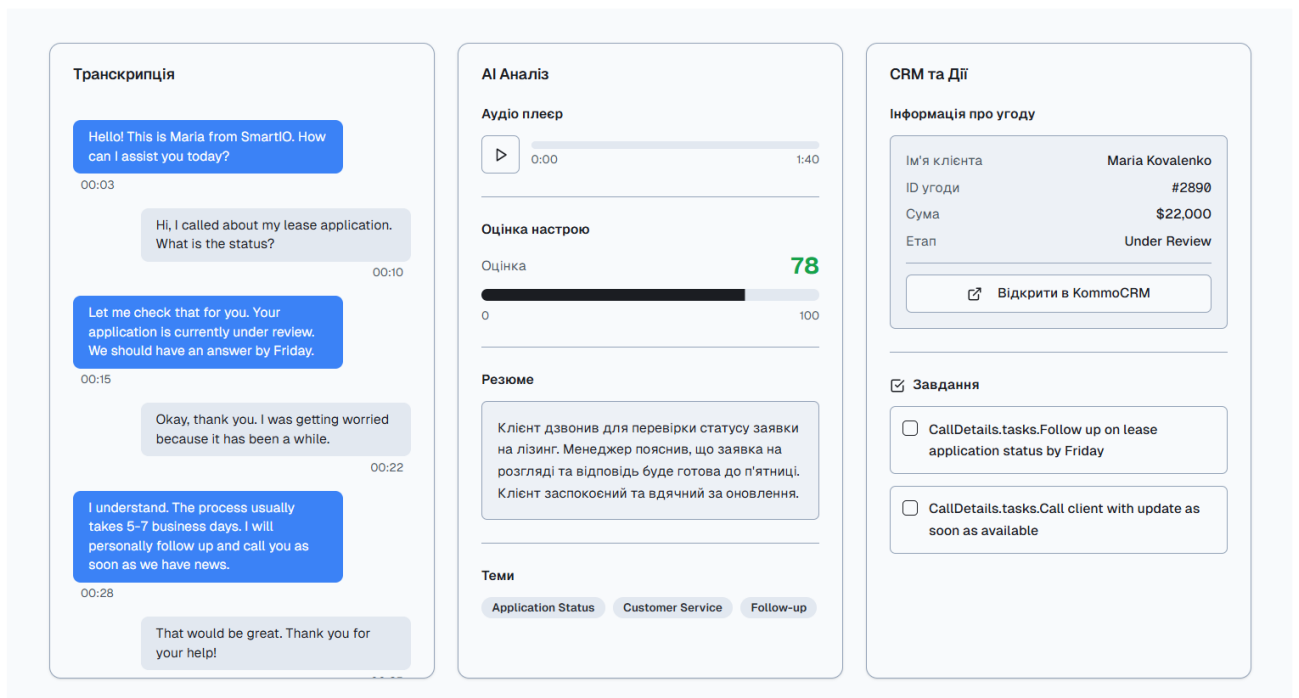 Транскрипція
Hello! This is Maria from SmartIO. How
can I assist you today?
00:03
Hi, I called about my lease application.
What is the status?
00:10
Let me check that for you. Your
application is currently under review.
We should have an answer by Friday.
00:15
Okay, thank you. I was getting worried
because it has been a while.
00:22
I understand. The process usually
takes 5-7 business days. I will
personally follow up and call you as
soon as we have news.
00:28
That would be great. Thank you for
your help!
AI Аналіз
Аудіо плеєр
0:00 1:40
Оцінка настрою
Оцінка 78
0 100
Резюме
Клієнт дзвонив для перевірки статусу заявки
на лізинг. Менеджер пояснив, що заявка на
розгляді та відповідь буде готова до п'ятниці.
Клієнт заспокоєний та вдячний за оновлення.
Теми
Application Status Customer Service Follow-up
CRM та Дії
Інформація про угоду
Ім'я клієнта Maria Kovalenko
ID угоди #2890
Сума $22,000
Етап Under Review
Відкрити в KommoCRM
Завдання
CallDetails.tasks.Follow up on lease
application status by Friday
CallDetails.tasks.Call client with update as
soon as available